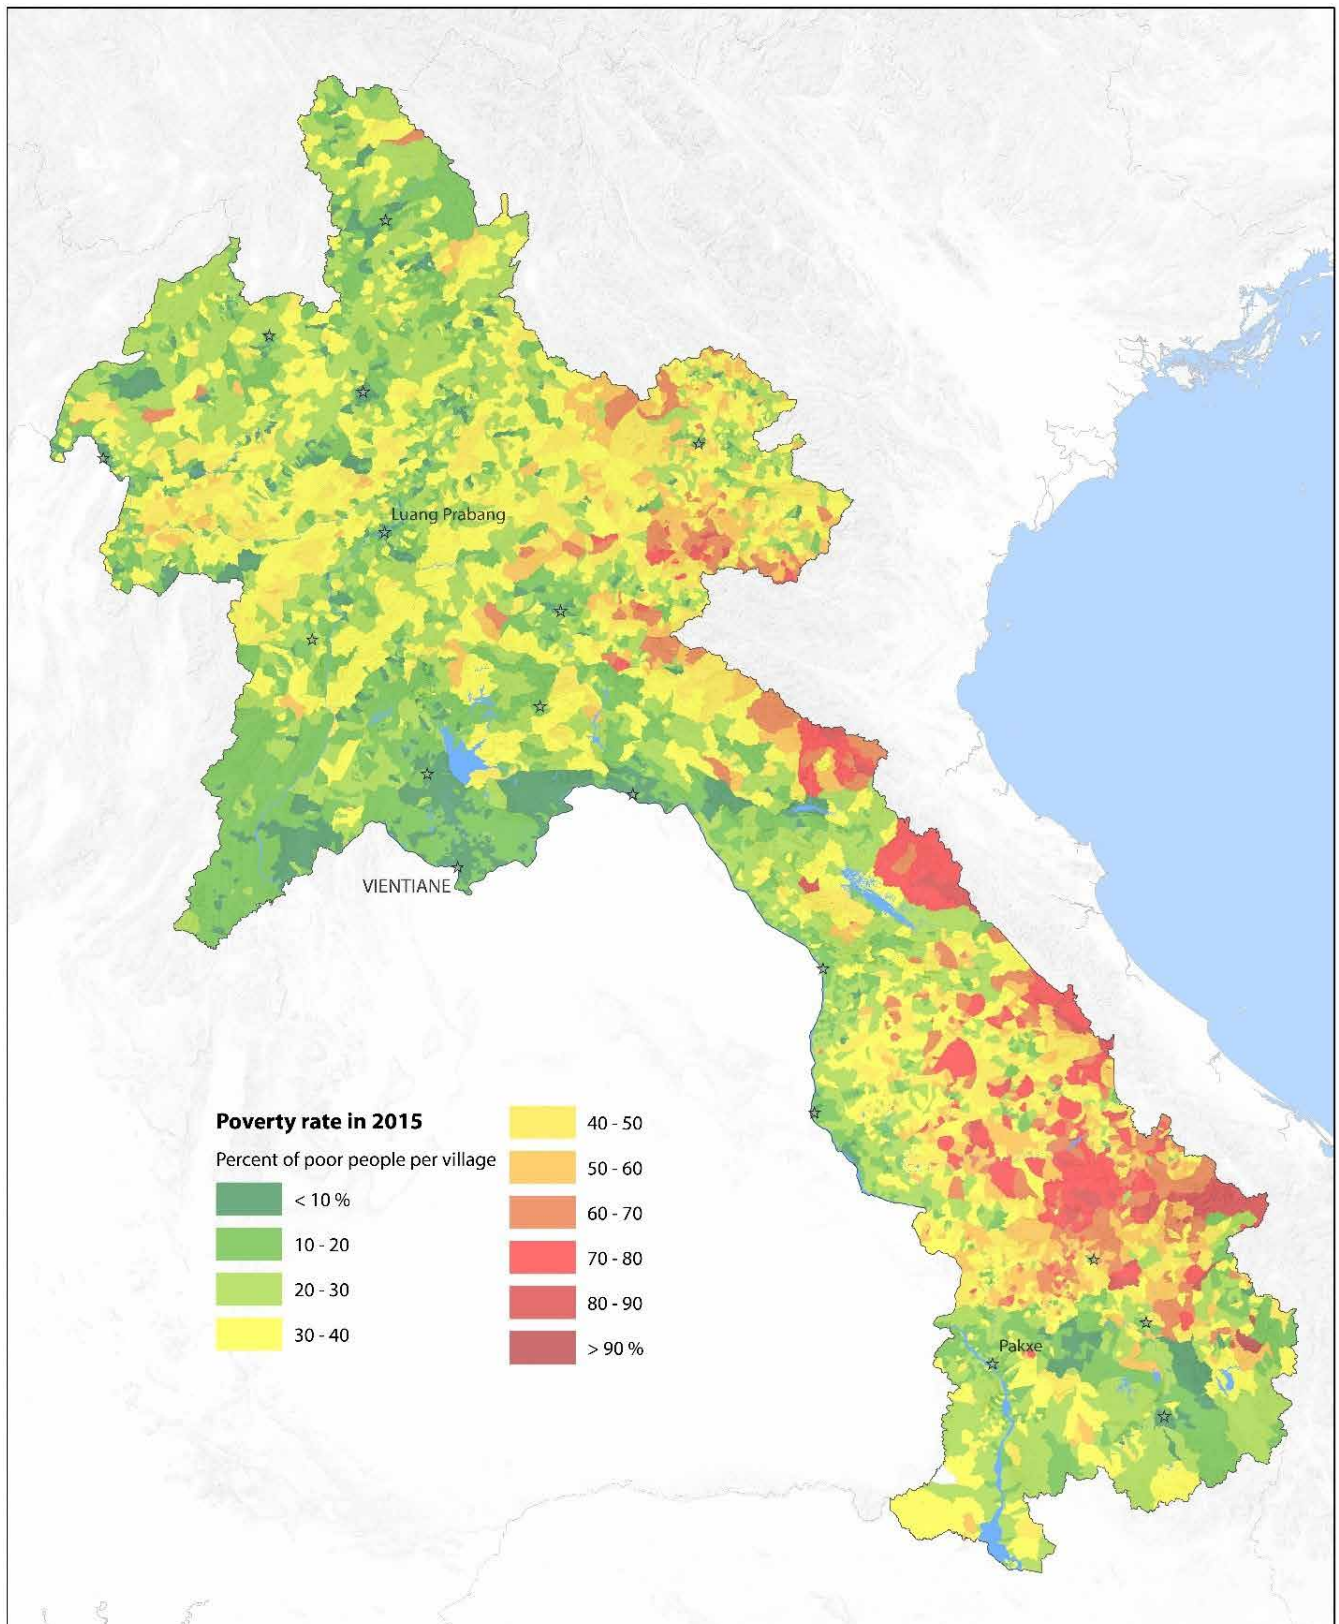 Luang Prabang
VIENTIANE
Poverty rate in 2015
Percent of poor people per village
< 10 %
10 - 20
20 - 30
30 - 40
40 - 50
50 - 60
60 - 70
70 - 80
80 - 90
> 90 %
Pakxe